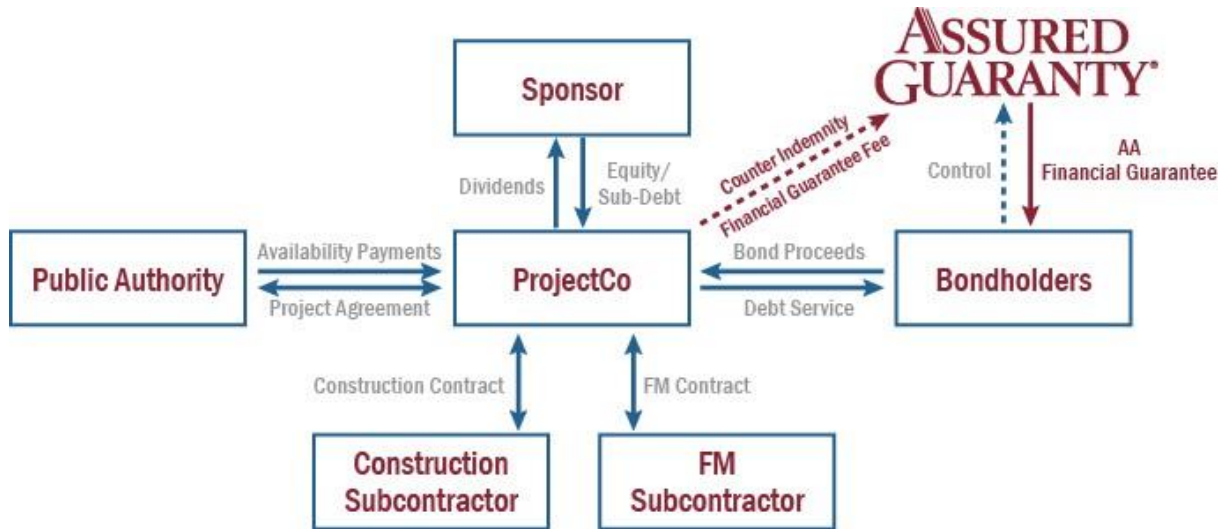 ASSURED
GUARANTY®
Sponsor
Counter Indemnity
Financial Guarantee Fee
AA
Financial Guarantee
Control
Dividends
Equity/
Sub-Debt
Public Authority
Availability Payments
Project Agreement
ProjectCo
Bond Proceeds
Debt Service
Bondholders
Construction Contract
FM Contract
Construction
Subcontractor
FM
Subcontractor